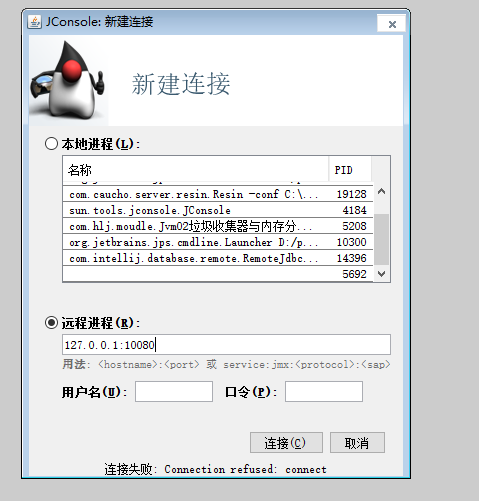 JConsole: 新建连接
新建连接
本地进程(L):
名称 PID
com.caucho.server.resin.Resin -conf C:\... 19128
sun.tools.jconsole.JConsole 4184
com.hlj.moudle.Jvm02垃圾收集器与内存分... 5208
org.jetbrains.jps.cmdline.Launcher D:/p... 10300
com.intellij.database.remote.RemoteJdbc... 14396
5692
远程进程(R):
127.0.0.1:10080
用法: <hostname>:<port> 或 service:jmx:<protocol>:<sap>
用户名(U): 口令(P):
连接(C) 取消
连接失败: Connection refused: connect